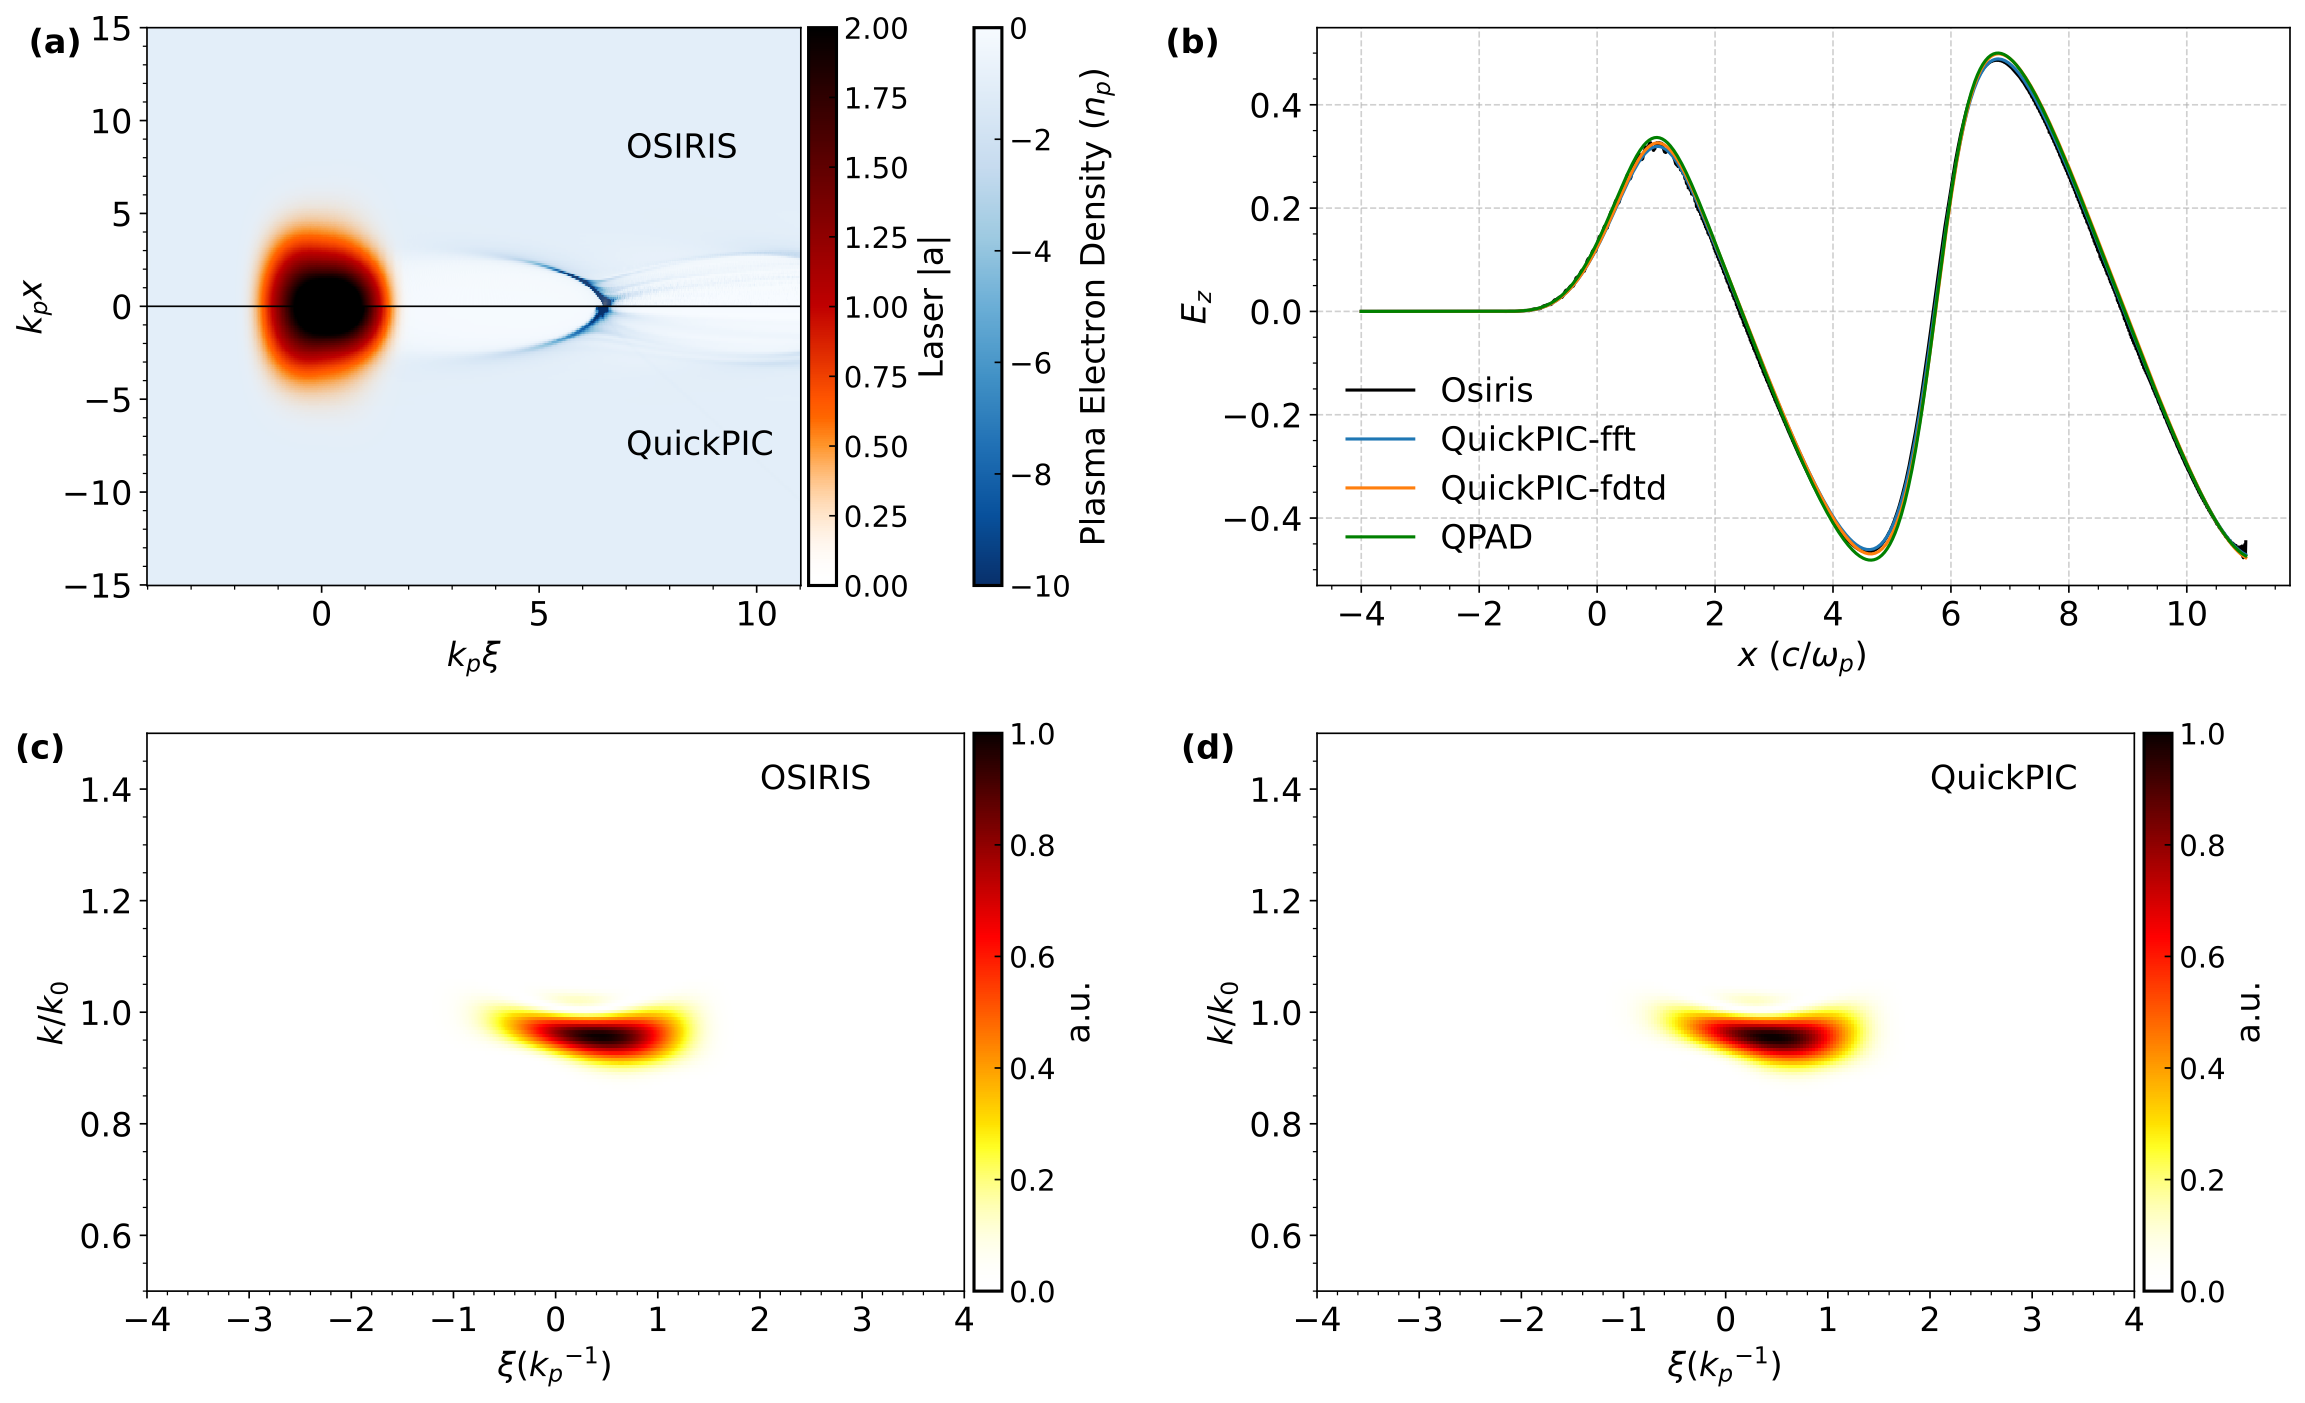 (a)
15
10
5
0
−5
−10
−15
k_p x
0
5
10
k_p ξ
OSIRIS
QuickPIC
2.00
1.75
1.50
1.25
1.00
0.75
0.50
0.25
0.00
Laser |a|
0
−2
−4
−6
−8
−10
Plasma Electron Density (n_p)
(b)
0.4
0.2
0.0
−0.2
−0.4
E_z
Osiris
QuickPIC-fft
QuickPIC-fdtd
QPAD
−4 −2 0 2 4 6 8 10
x (c/ω_p)
(c)
OSIRIS
1.4
1.2
1.0
0.8
0.6
k/k_0
−4 −3 −2 −1 0 1 2 3 4
ξ(k_p^−1)
1.0
0.8
0.6
0.4
0.2
0.0
a.u.
(d)
QuickPIC
1.4
1.2
1.0
0.8
0.6
k/k_0
−4 −3 −2 −1 0 1 2 3 4
ξ(k_p^−1)
1.0
0.8
0.6
0.4
0.2
0.0
a.u.